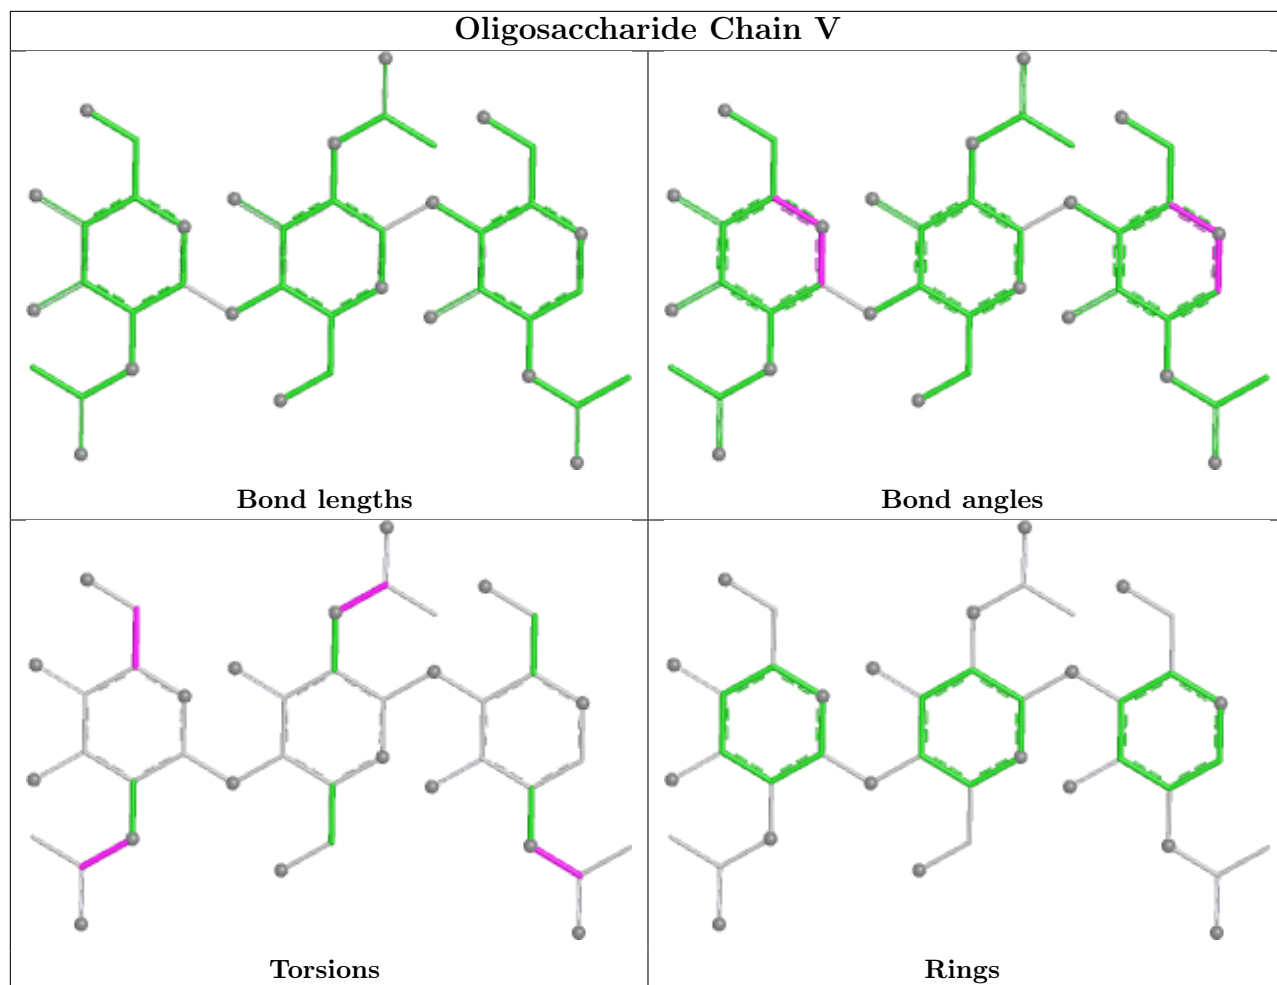 Oligosaccharide Chain V
Bond lengths
Bond angles
Torsions
Rings